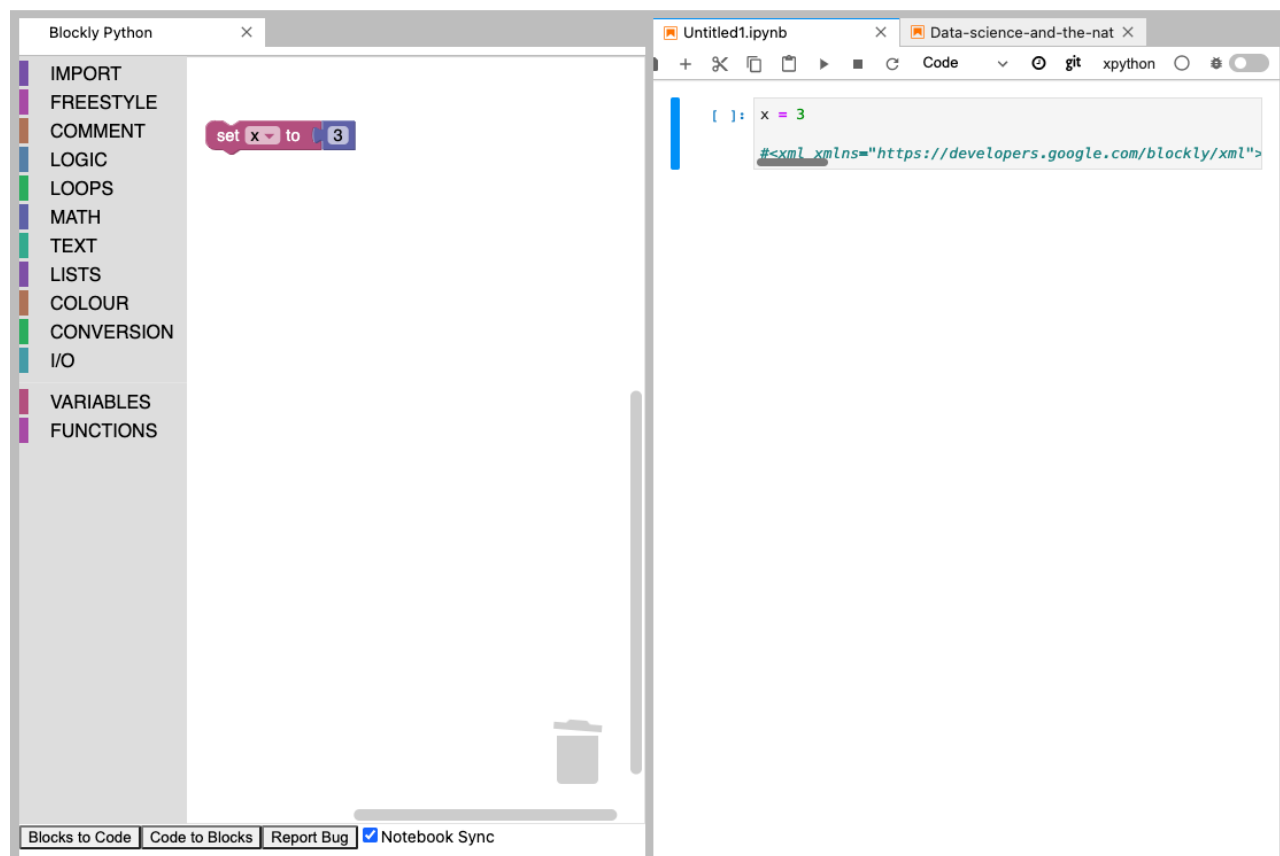 Blockly Python
IMPORT
FREESTYLE
COMMENT
LOGIC
LOOPS
MATH
TEXT
LISTS
COLOUR
CONVERSION
I/O
VARIABLES
FUNCTIONS
set x to 3
Blocks to Code Code to Blocks Report Bug Notebook Sync
Untitled1.ipynb Data-science-and-the-nat
Code git xpython
[ ]: x = 3
#<xml xmlns="https://developers.google.com/blockly/xml">